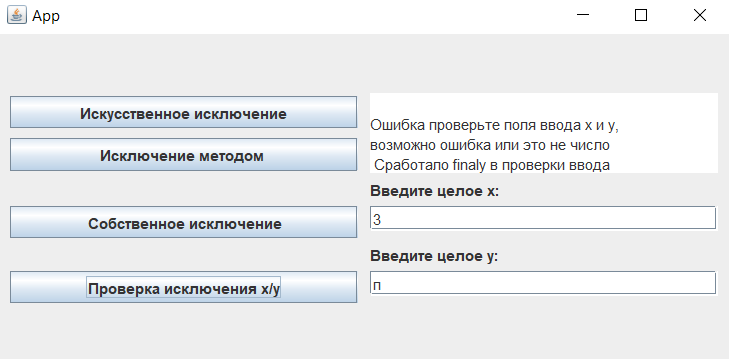 App
Искусственное исключение
Исключение методом
Собственное исключение
Проверка исключения x/y
Ошибка проверьте поля ввода x и y,
возможно ошибка или это не число
Сработало finaly в проверки ввода
Введите целое x:
3
Введите целое y:
п